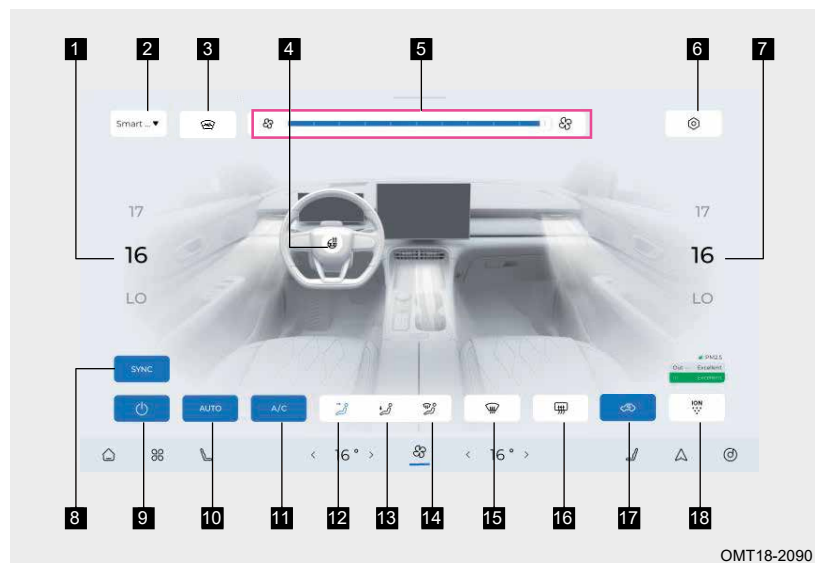 1 2 3 4 5 6 7
Smart ... ▼
17 17
16 16
LO LO
PM2.5
SYNC
Out -- Excellent
Excellent
AUTO A/C ION
< 16° > < 16° >
8 9 10 11 12 13 14 15 16 17 18
OMT18-2090